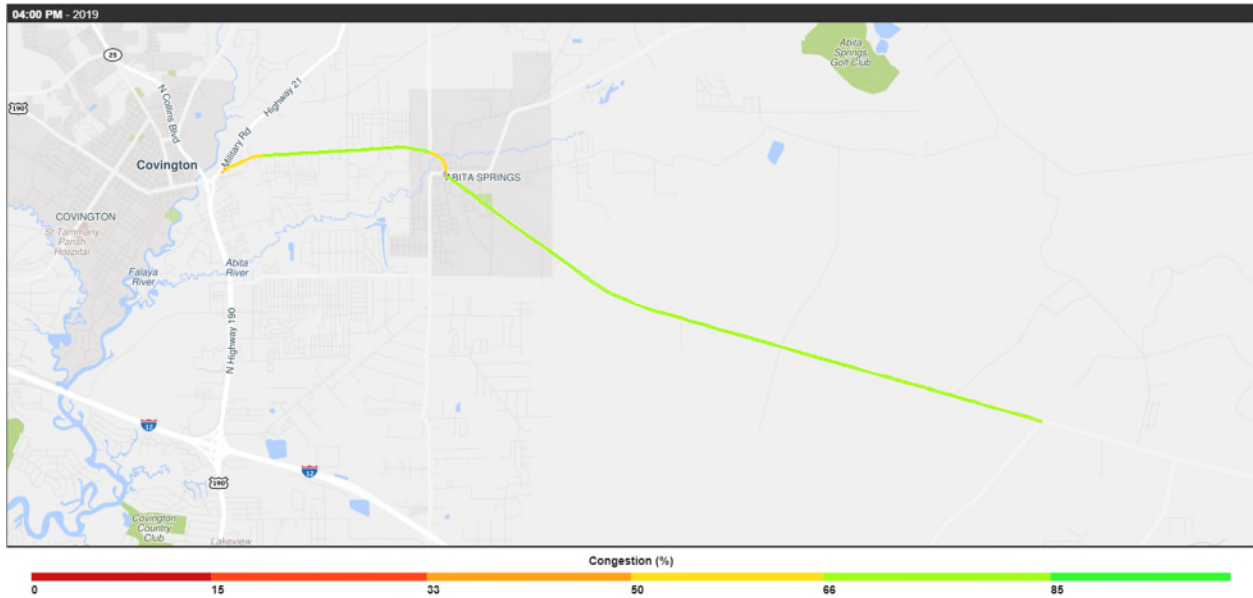 04:00 PM - 2019
Abita
Springs
Golf Club
25
190
N Collins Blvd
Highway 21
Military Rd
Covington
ABITA SPRINGS
COVINGTON
St Tammany
Parish
Hospital
Falaya
River
Abita
River
N Highway 190
12
12
190
Covington
Country
Club
Lakeview
Congestion (%)
0 15 33 50 66 85